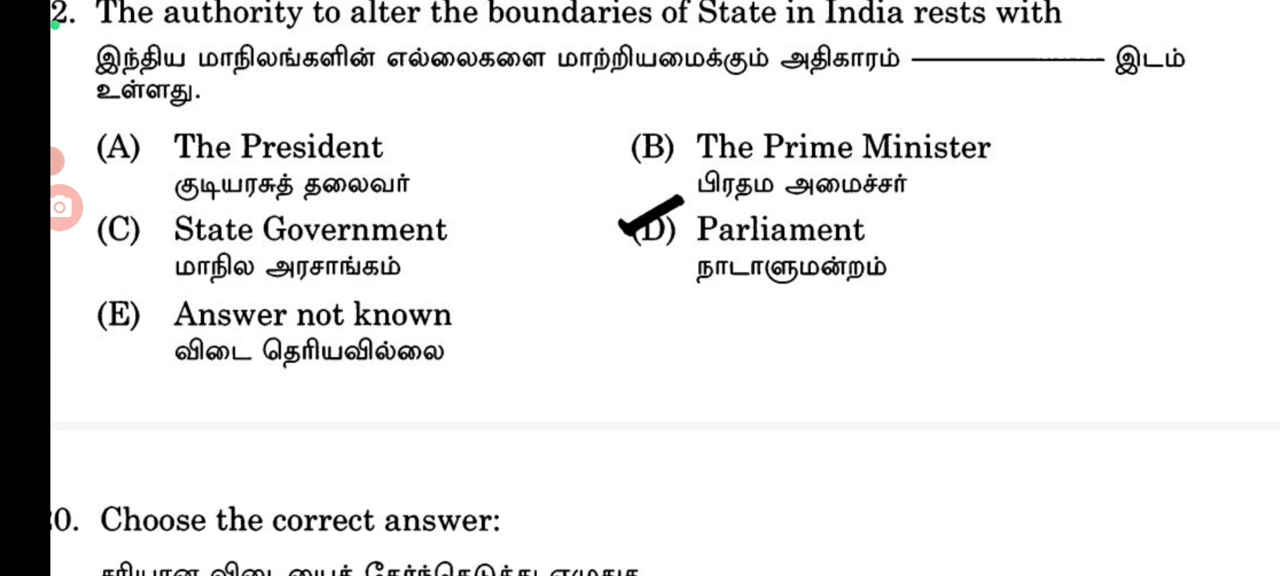 2. The authority to alter the boundaries of State in India rests with
இந்திய மாநிலங்களின் எல்லைகளை மாற்றியமைக்கும் அதிகாரம் ———— இடம்
உள்ளது.
(A) The President (B) The Prime Minister
குடியரசுத் தலைவர் பிரதம அமைச்சர்
(C) State Government (D) Parliament
மாநில அரசாங்கம் நாடாளுமன்றம்
(E) Answer not known
விடை தெரியவில்லை
0. Choose the correct answer:
சரியான விடையைத் தேர்ந்தெடுத்து எழுதுக